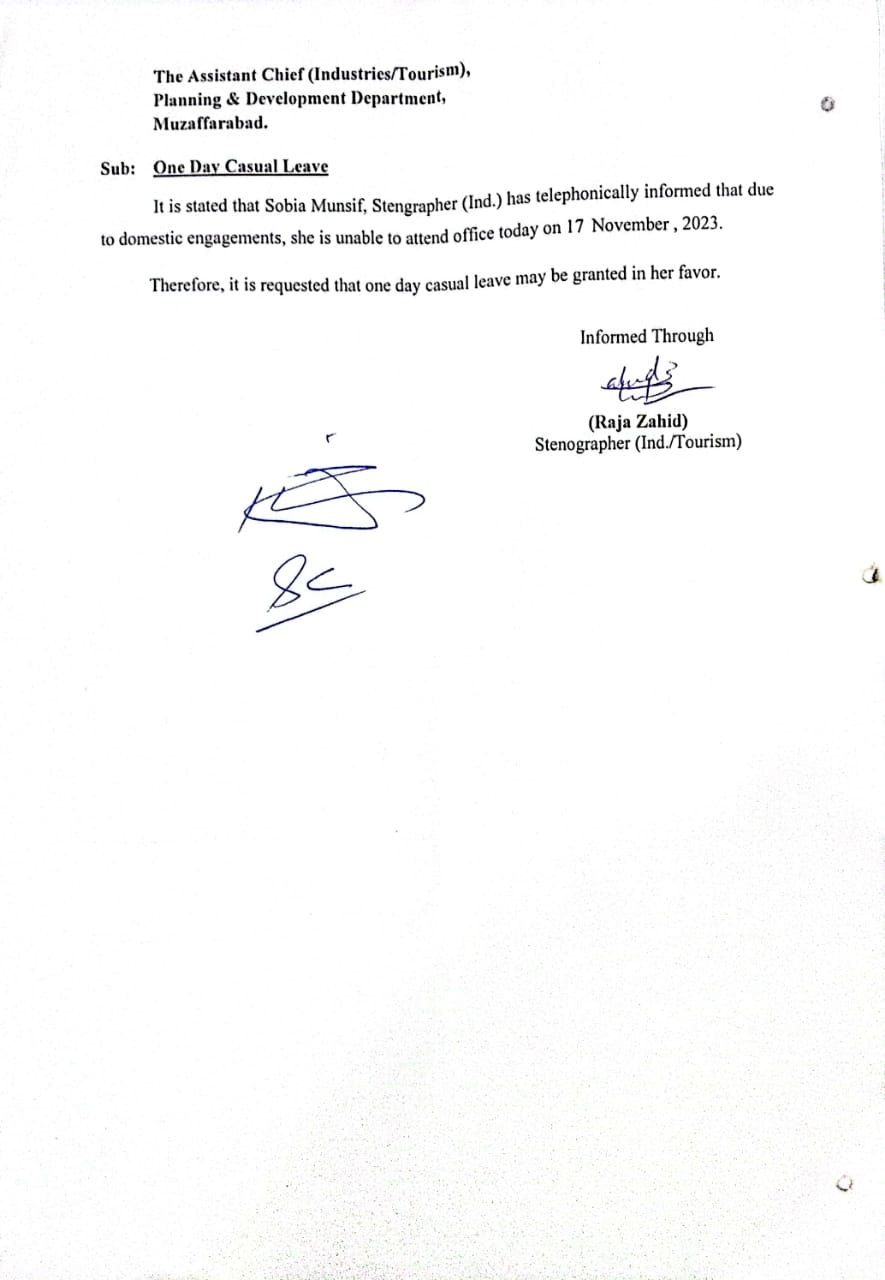 The Assistant Chief (Industries/Tourism),
Planning & Development Department,
Muzaffarabad.
Sub: One Day Casual Leave
It is stated that Sobia Munsif, Stengrapher (Ind.) has telephonically informed that due
to domestic engagements, she is unable to attend office today on 17 November , 2023.
Therefore, it is requested that one day casual leave may be granted in her favor.
Informed Through
(Raja Zahid)
Stenographer (Ind./Tourism)